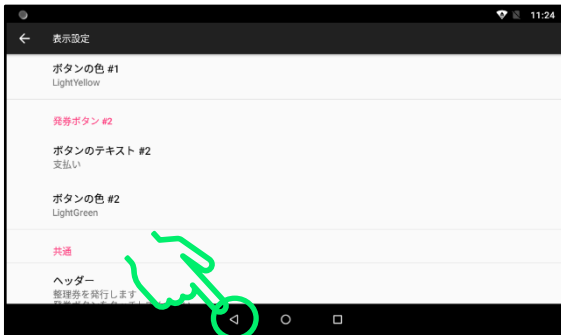 11:24
表示設定
ボタンの色 #1
LightYellow
発券ボタン #2
ボタンのテキスト #2
支払い
ボタンの色 #2
LightGreen
共通
ヘッダー
整理券を発行します